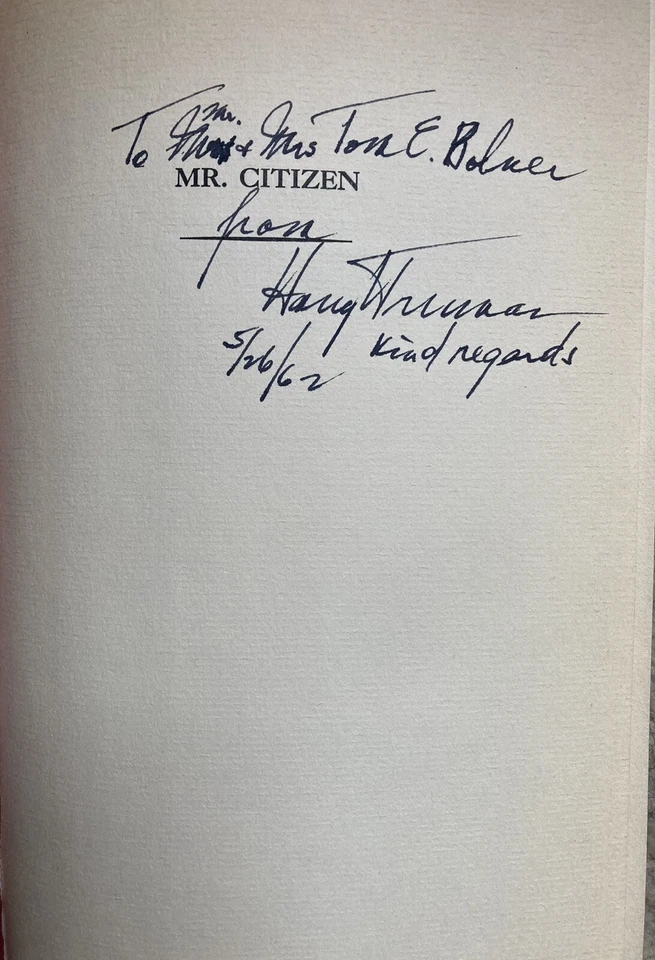 Mr.
To & Mrs Tom E. Bolner
MR. CITIZEN
from
Harry Truman
5/26/62 Kind regards